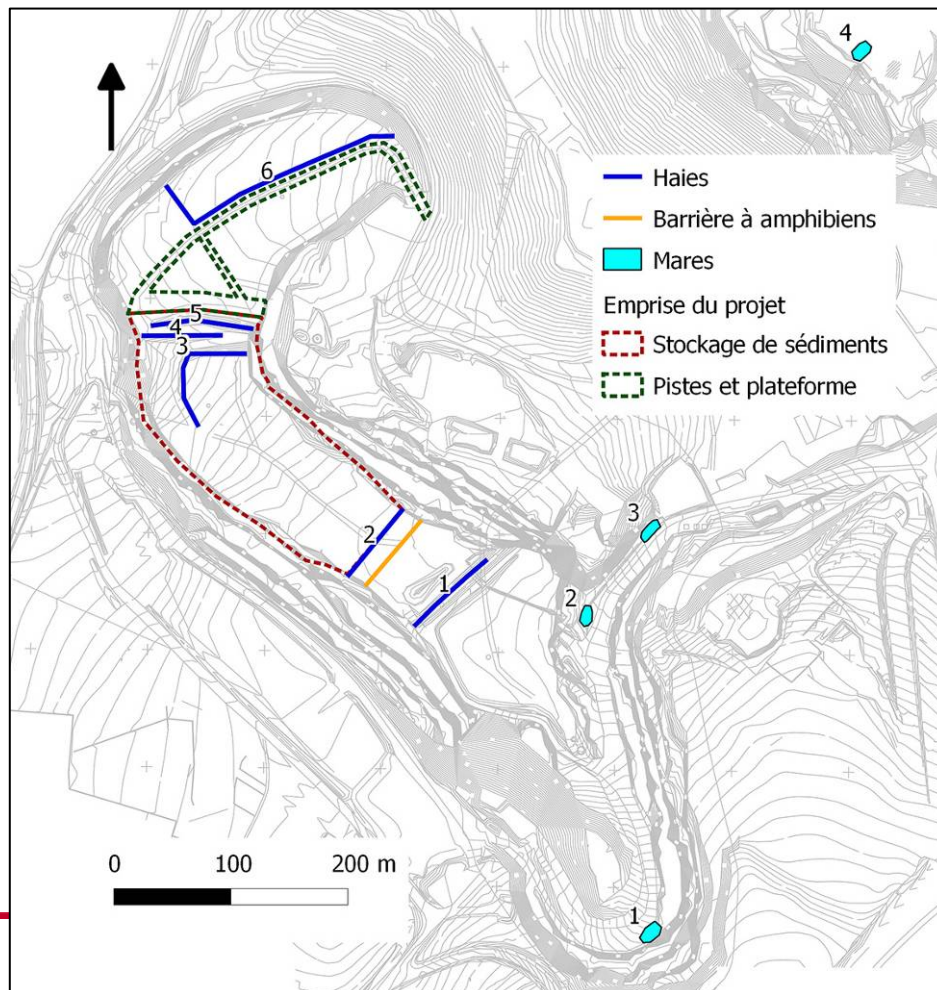 4
Haies
Barrière à amphibiens
Mares
Emprise du projet
Stockage de sédiments
Pistes et plateforme
6
5
4
3
2
1
3
2
0 100 200 m
1